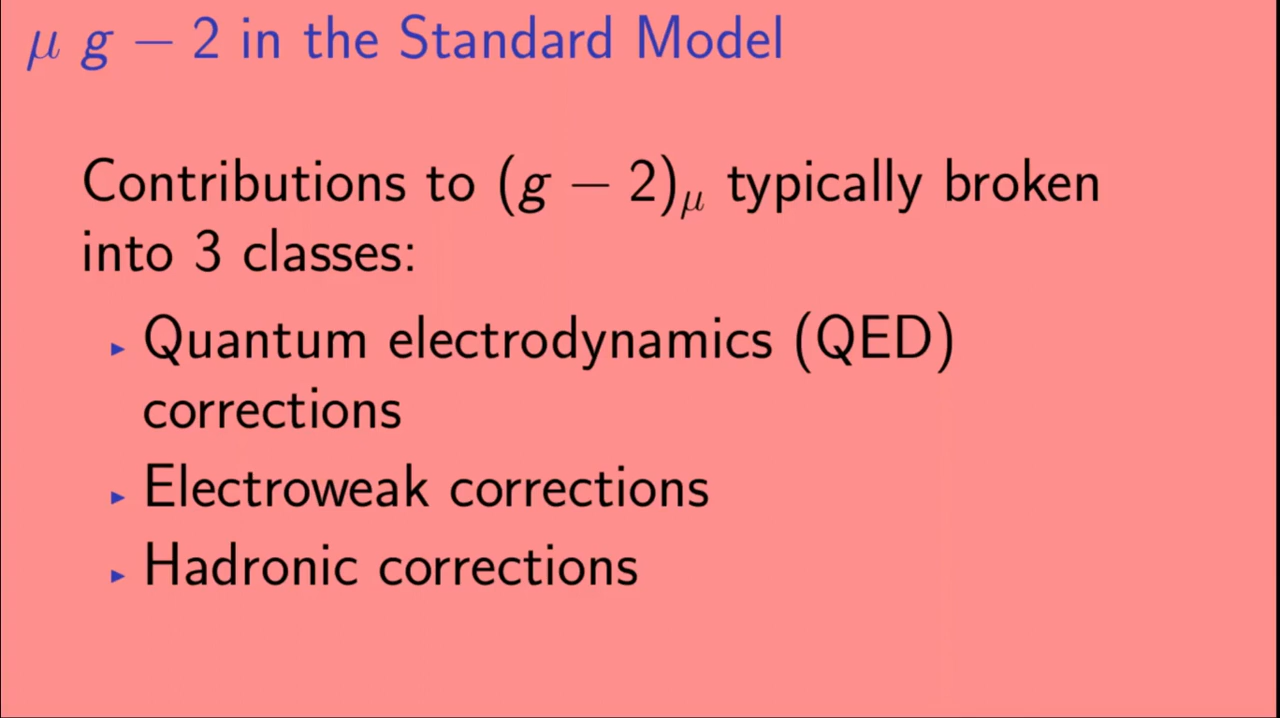 μ g − 2 in the Standard Model
Contributions to (g − 2)μ typically broken
into 3 classes:
▸ Quantum electrodynamics (QED)
corrections
▸ Electroweak corrections
▸ Hadronic corrections